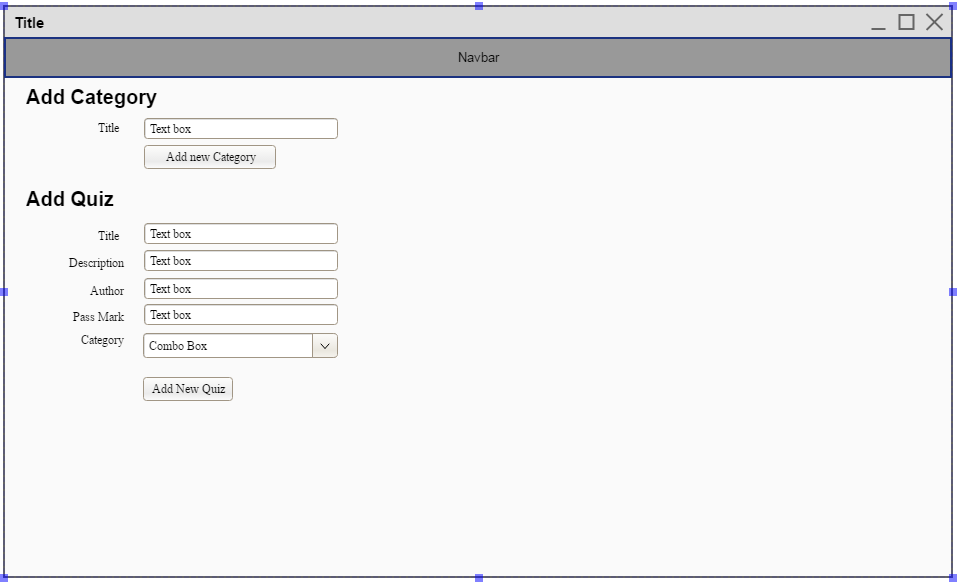 Title
Navbar
Add Category
Title Text box
Add new Category
Add Quiz
Title Text box
Description Text box
Author Text box
Pass Mark Text box
Category Combo Box
Add New Quiz